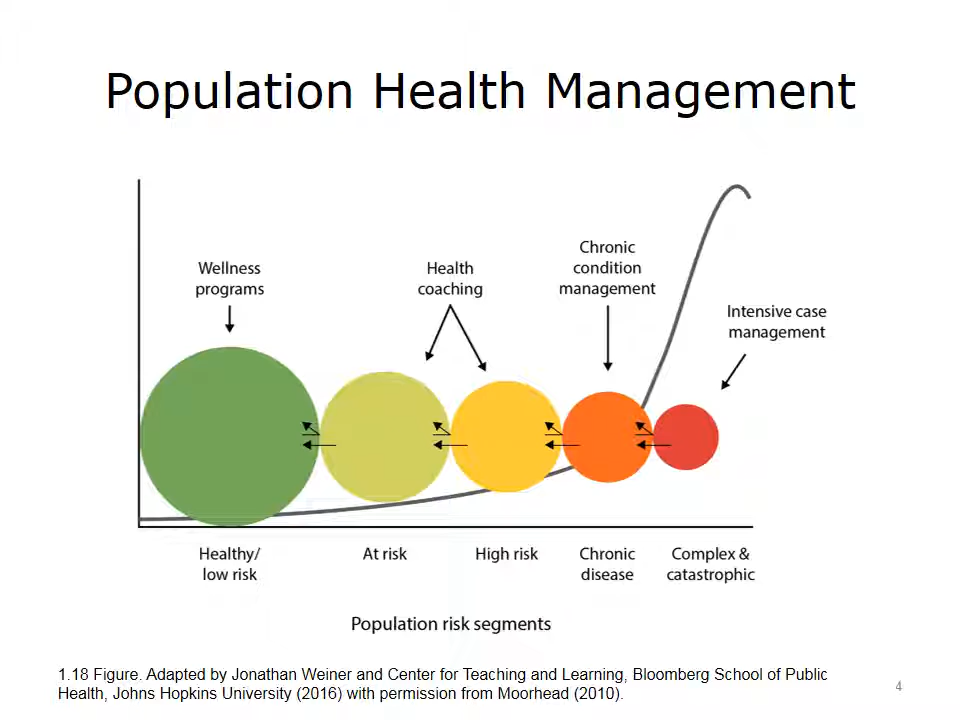 Population Health Management
Wellness
programs
Health
coaching
Chronic
condition
management
Intensive case
management
Healthy/
low risk
At risk
High risk
Chronic
disease
Complex &
catastrophic
Population risk segments
1.18 Figure. Adapted by Jonathan Weiner and Center for Teaching and Learning, Bloomberg School of Public
Health, Johns Hopkins University (2016) with permission from Moorhead (2010).
4